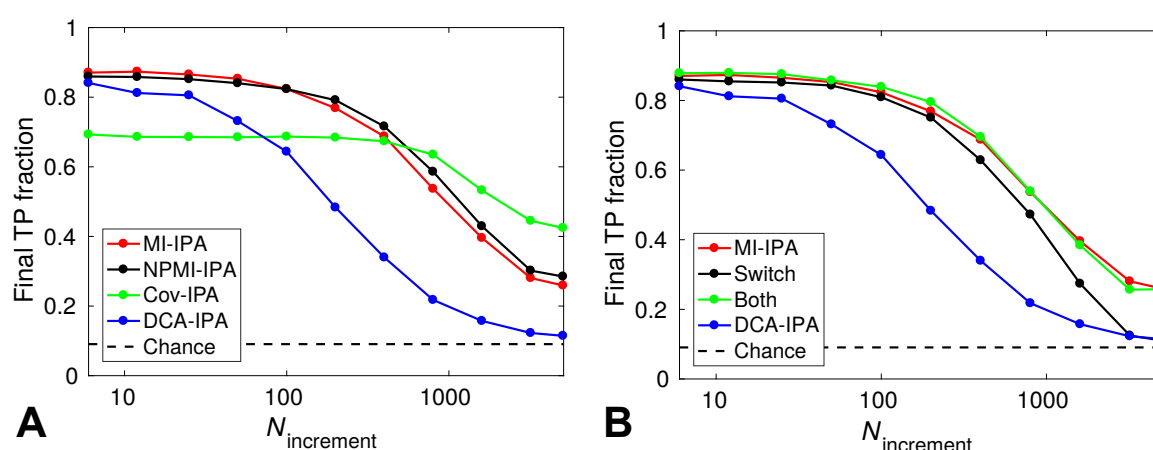 1
0.8
0.6
0.4
0.2
0
Final TP fraction
MI-IPA
NPMI-IPA
Cov-IPA
DCA-IPA
Chance
10
100
1000
N_increment
A
1
0.8
0.6
0.4
0.2
0
Final TP fraction
MI-IPA
Switch
Both
DCA-IPA
Chance
10
100
1000
N_increment
B